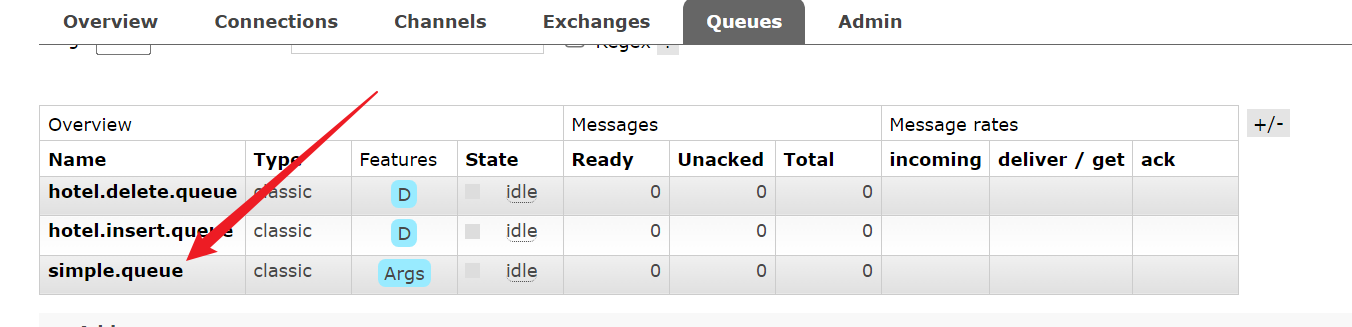 Overview Connections Channels Exchanges Queues Admin
Regex ?
Overview Messages Message rates +/-
Name Type Features State Ready Unacked Total incoming deliver / get ack
hotel.delete.queue classic D idle 0 0 0
hotel.insert.queue classic D idle 0 0 0
simple.queue classic Args idle 0 0 0